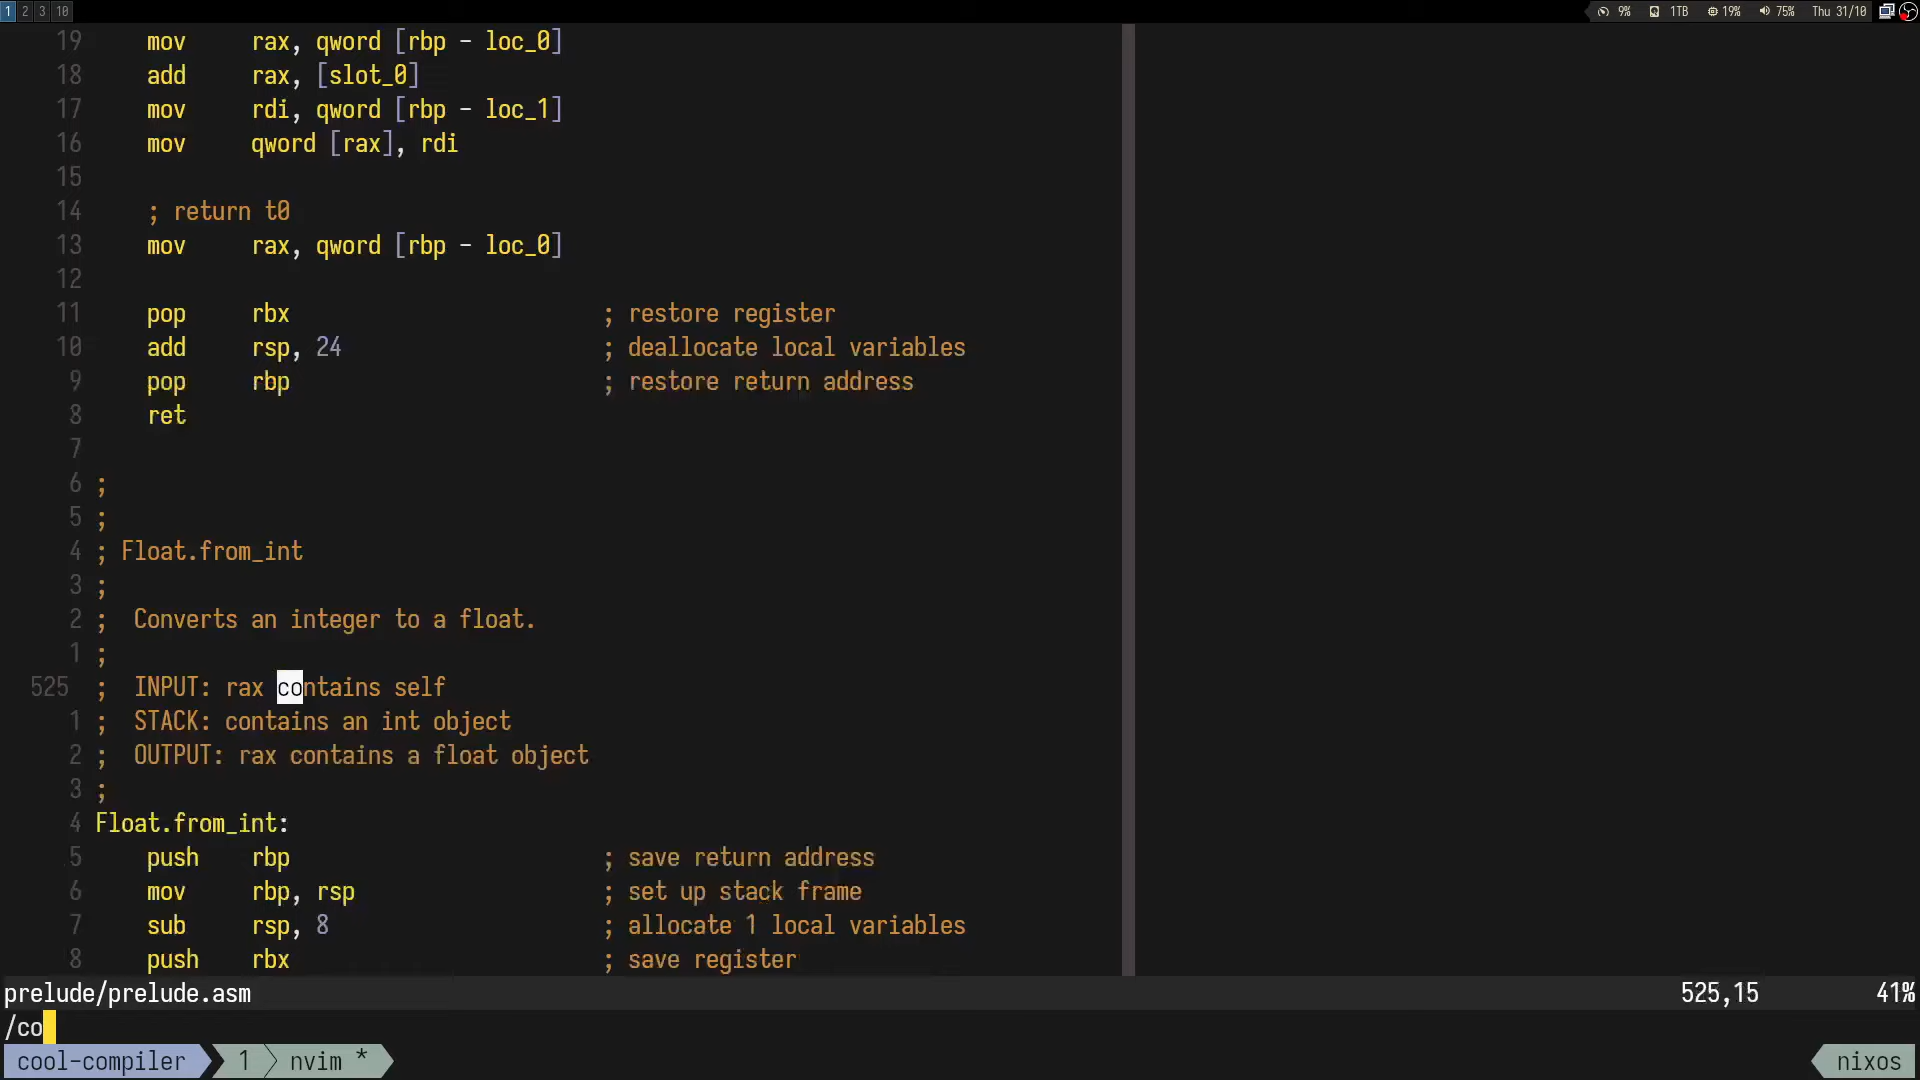 1 2 3 10 9% 1TB 19% 75% Thu 31/10
19 mov rax, qword [rbp - loc_0]
18 add rax, [slot_0]
17 mov rdi, qword [rbp - loc_1]
16 mov qword [rax], rdi
15
14 ; return t0
13 mov rax, qword [rbp - loc_0]
12
11 pop rbx ; restore register
10 add rsp, 24 ; deallocate local variables
9 pop rbp ; restore return address
8 ret
7
6 ;
5 ;
4 ; Float.from_int
3 ;
2 ; Converts an integer to a float.
1 ;
525 ; INPUT: rax contains self
1 ; STACK: contains an int object
2 ; OUTPUT: rax contains a float object
3 ;
4 Float.from_int:
5 push rbp ; save return address
6 mov rbp, rsp ; set up stack frame
7 sub rsp, 8 ; allocate 1 local variables
8 push rbx ; save register
prelude/prelude.asm 525,15 41%
/co
cool-compiler 1 nvim * nixos